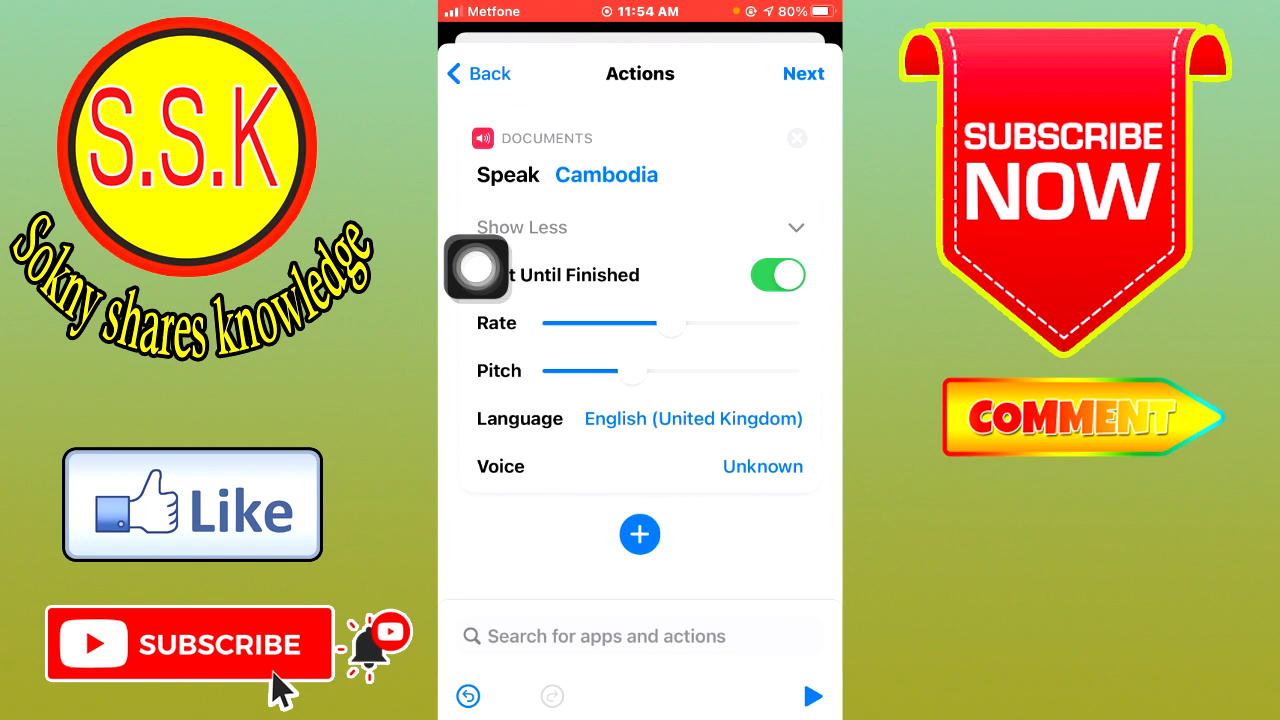 S.S.K
Sokny shares knowledge
Like
SUBSCRIBE
Metfone
11:54 AM
80%
Back
Actions
Next
DOCUMENTS
Speak Cambodia
Show Less
t Until Finished
Rate
Pitch
Language English (United Kingdom)
Voice Unknown
Search for apps and actions
SUBSCRIBE
NOW
COMMENT